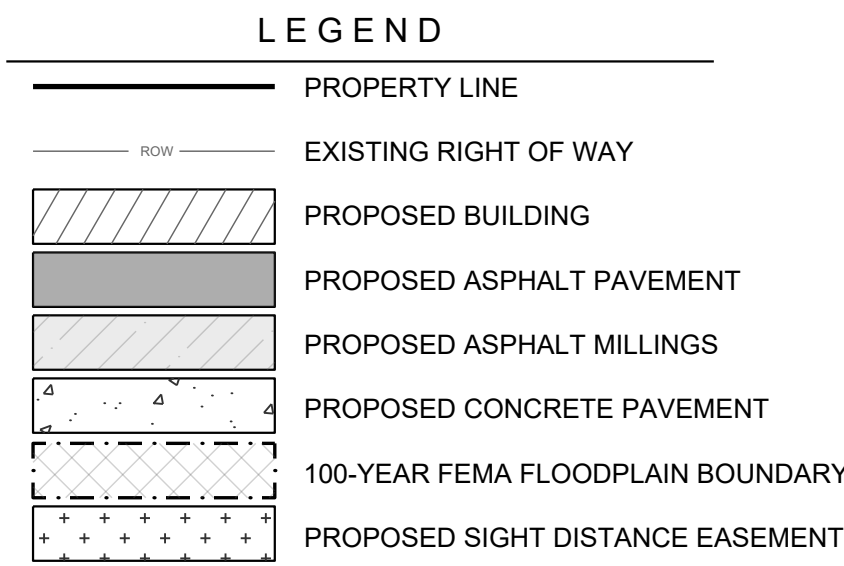 LEGEND
PROPERTY LINE
ROW EXISTING RIGHT OF WAY
PROPOSED BUILDING
PROPOSED ASPHALT PAVEMENT
PROPOSED ASPHALT MILLINGS
PROPOSED CONCRETE PAVEMENT
100-YEAR FEMA FLOODPLAIN BOUNDARY
PROPOSED SIGHT DISTANCE EASEMENT